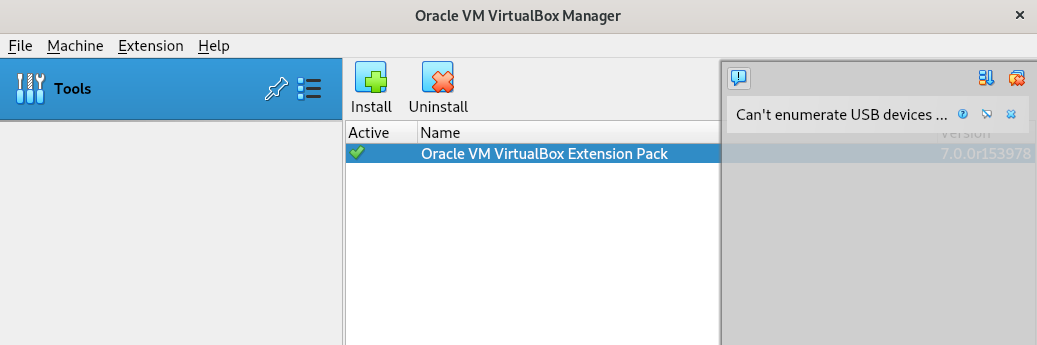 Oracle VM VirtualBox Manager
File Machine Extension Help
Tools
Install Uninstall
Can't enumerate USB devices ...
Active Name Version
Oracle VM VirtualBox Extension Pack 7.0.0r153978